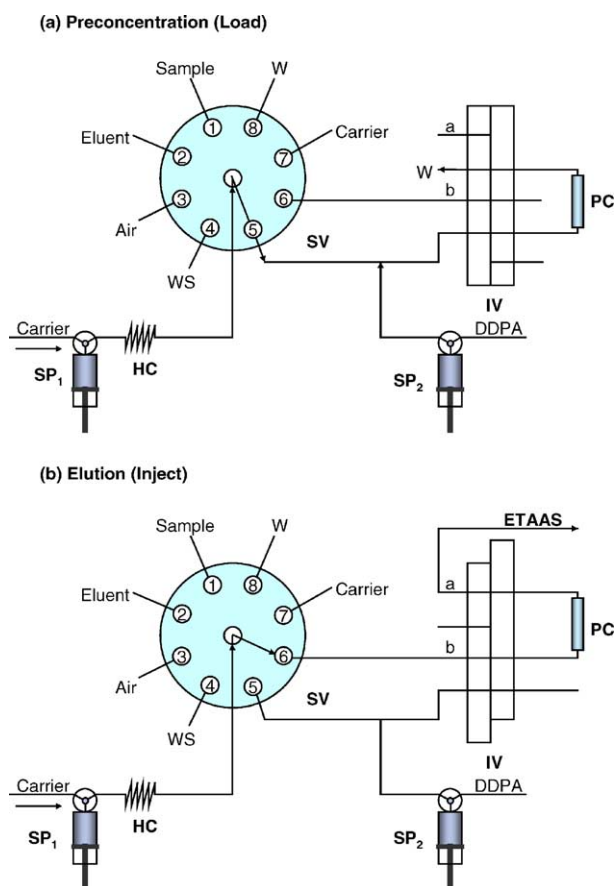 (a) Preconcentration (Load)
Sample
W
Eluent
1
8
Carrier
2
7
a
W
b
3
6
PC
Air
4
5
SV
WS
IV
Carrier
DDPA
HC
SP1
SP2
(b) Elution (Inject)
ETAAS
Sample
W
Eluent
1
8
Carrier
a
2
7
PC
b
3
6
Air
4
5
SV
WS
IV
Carrier
DDPA
HC
SP1
SP2